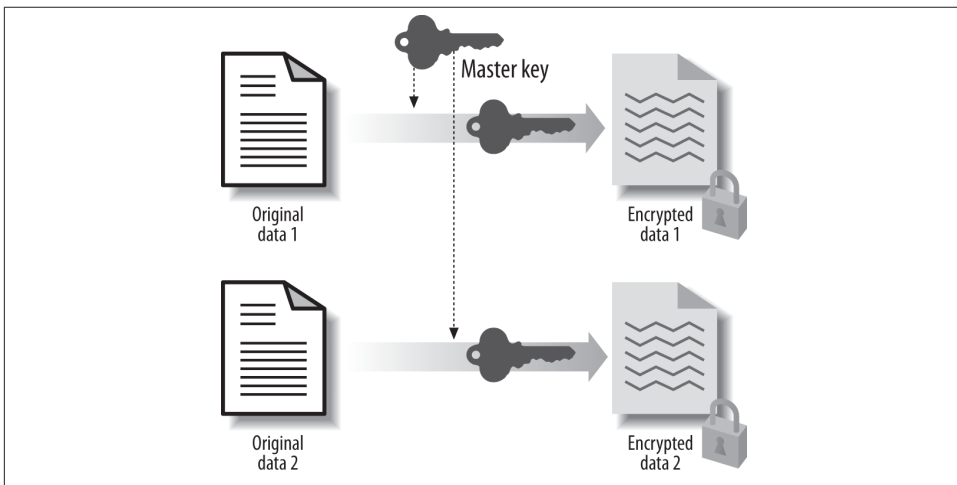 Master key
Original
data 1
Encrypted
data 1
Original
data 2
Encrypted
data 2